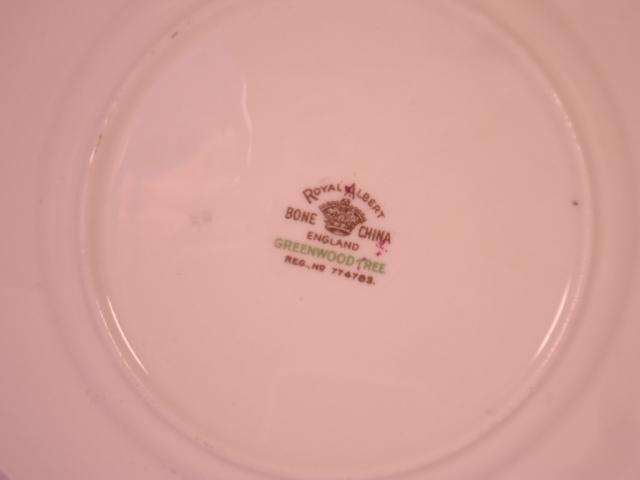 ROYAL ALBERT
BONE CHINA
ENGLAND
GREENWOOD TREE
REG. NO 774783.